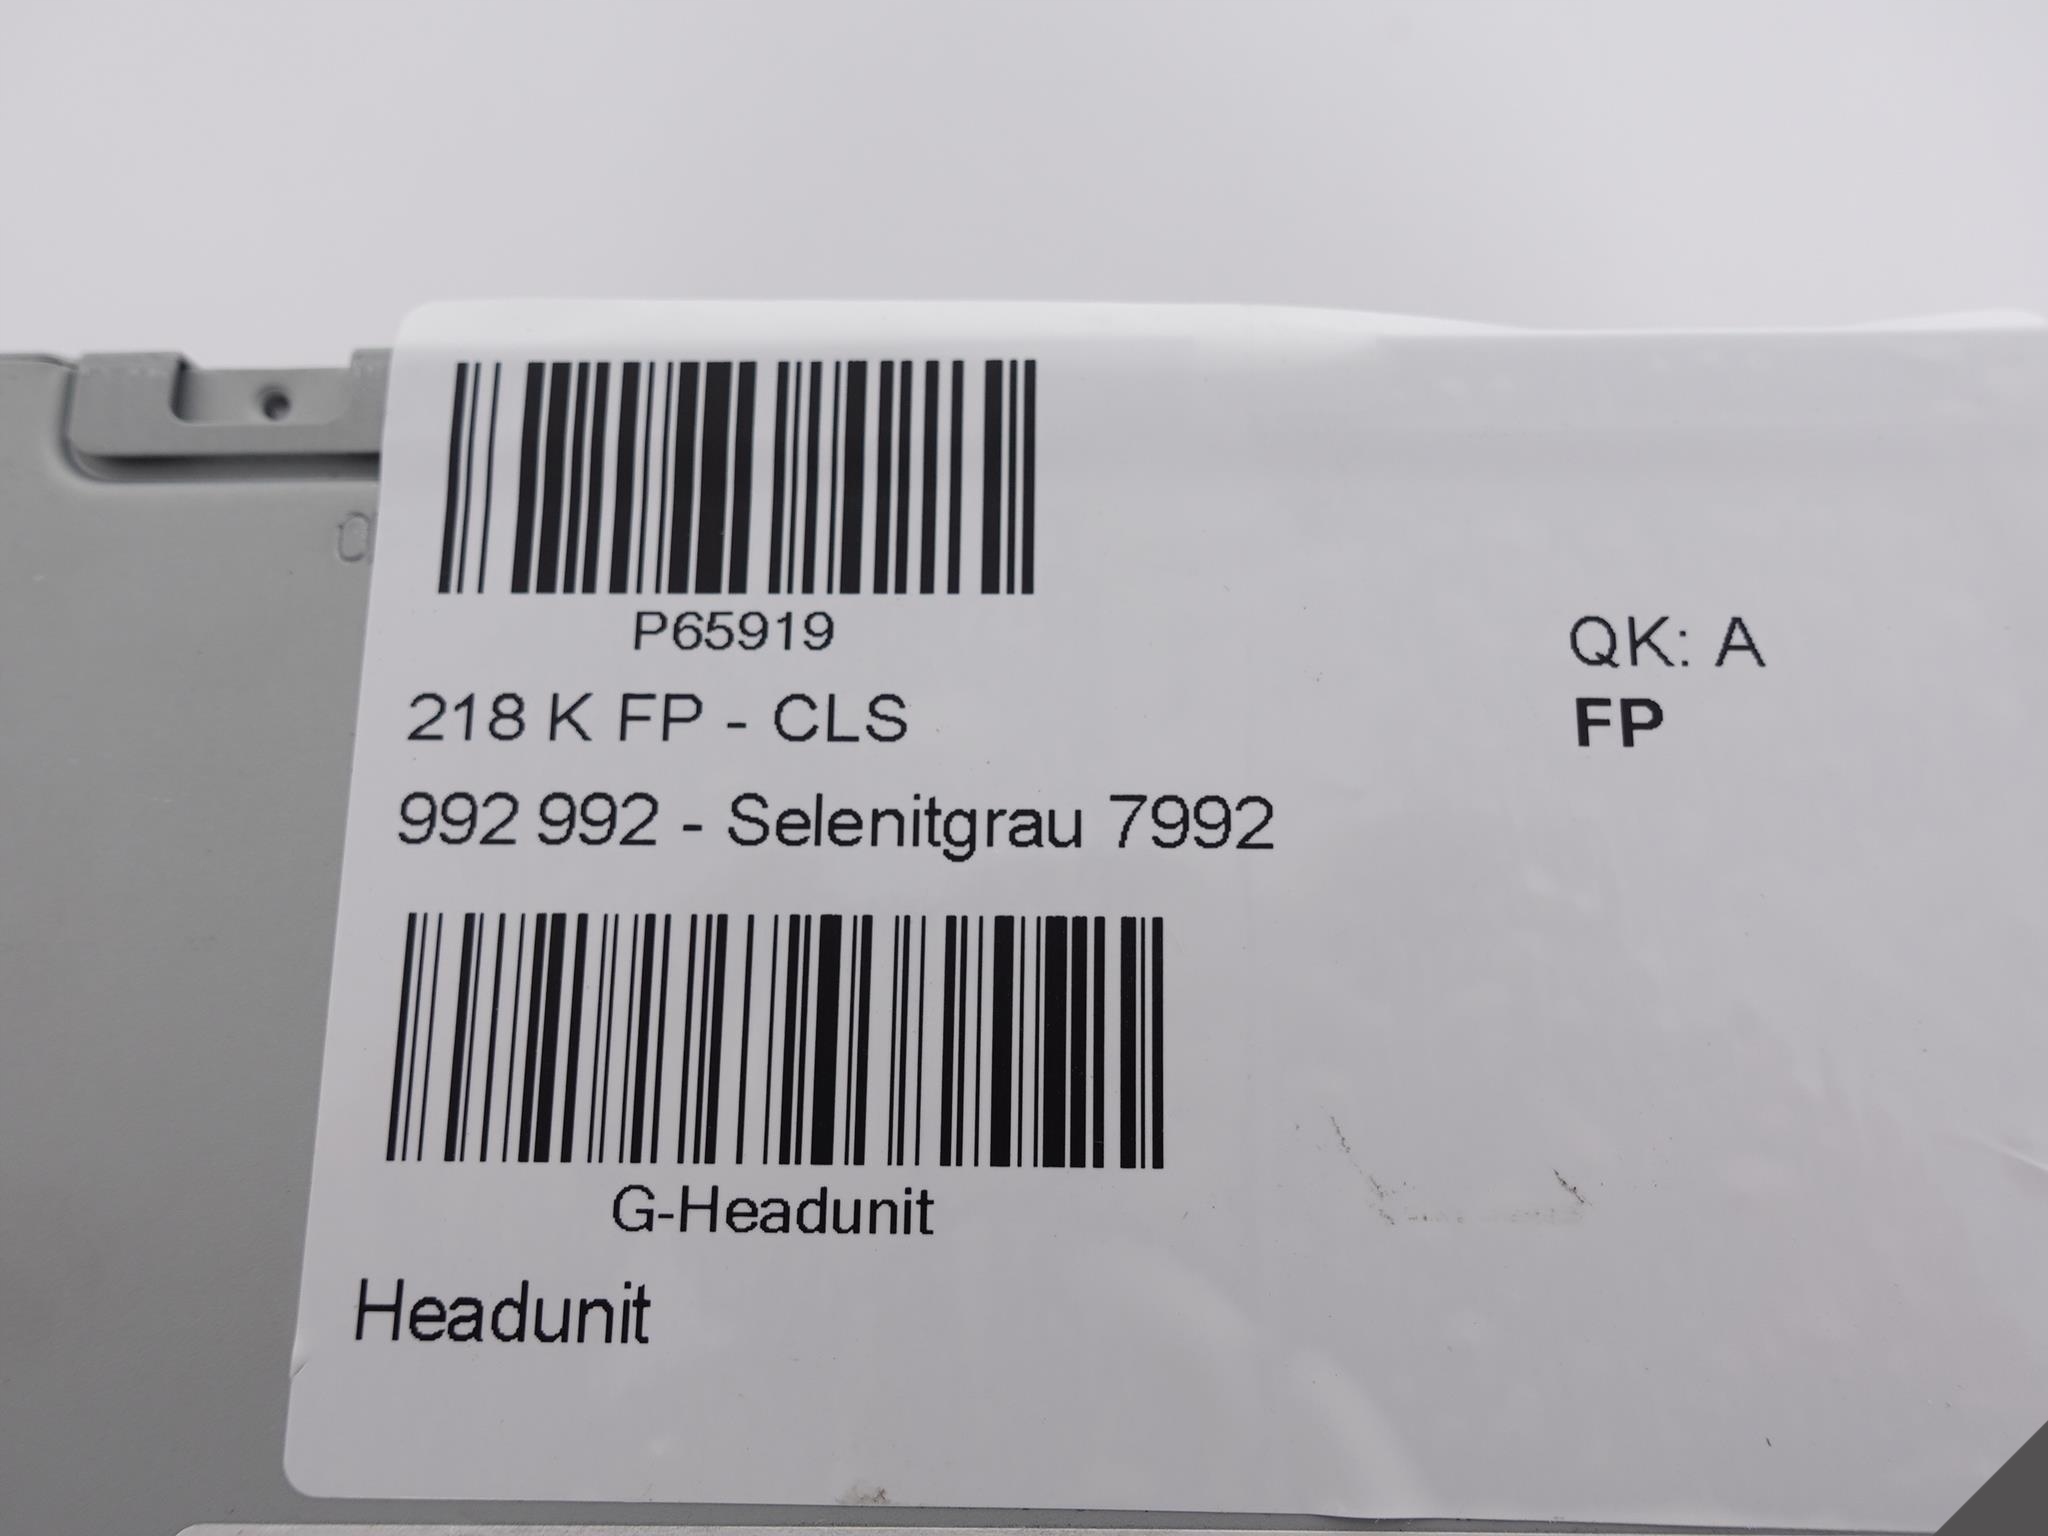 P65919
QK: A
218 K FP - CLS
FP
992 992 - Selenitgrau 7992
G-Headunit
Headunit